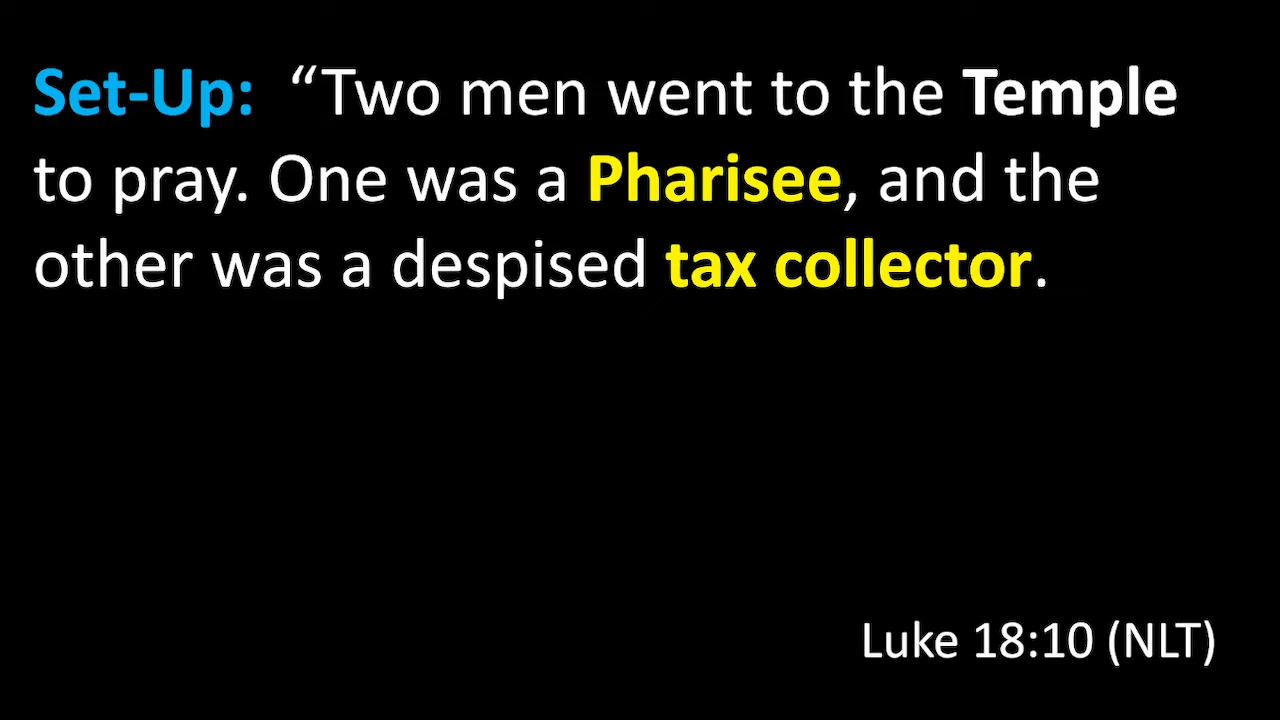 Set-Up: “Two men went to the Temple
to pray. One was a Pharisee, and the
other was a despised tax collector.
Luke 18:10 (NLT)